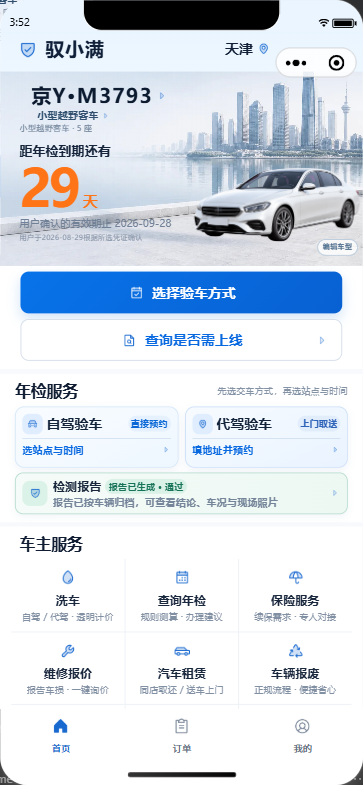 3:52
驭小满
天津
京Y·M3793
小型越野客车
小型越野客车 · 5 座
距年检到期还有
29 天
用户确认的有效期止 2026-09-28
用户于2026-08-29根据所选凭证确认
编辑车型
选择验车方式
查询是否需上线
年检服务
先选交车方式，再选站点与时间
自驾验车
直接预约
选站点与时间
代驾验车
上门取送
填地址并预约
检测报告
报告已生成 • 通过
报告已按车辆归档，可查看结论、车况与现场照片
车主服务
洗车
自驾 / 代驾 · 透明计价
查询年检
规则测算 · 办理建议
保险服务
续保需求 · 专人对接
维修报价
报告车损 · 一键询价
汽车租赁
同店取还 / 送车上门
车辆报废
正规流程 · 便捷省心
首页
订单
我的